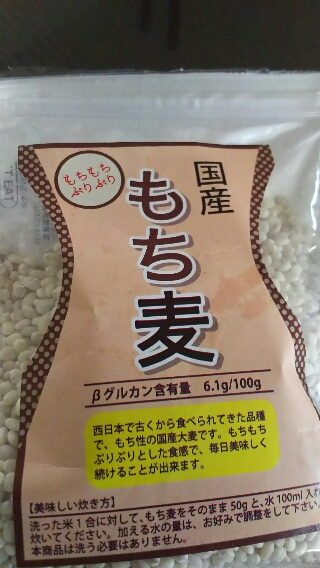 もちもち
ぷりぷり
国産
もち麦
βグルカン含有量 6.1g/100g
西日本で古くから食べられてきた品種
で、もち性の国産大麦です。もちもち
ぷりぷりとした食感で、毎日美味しく
続けることが出来ます。
【美味しい炊き方】
洗った米1合に対して、もち麦をそのまま50gと、水100ml入れ
炊いてください。加える水の量は、お好みで調整をして下さい。
本商品は洗う必要はありません。